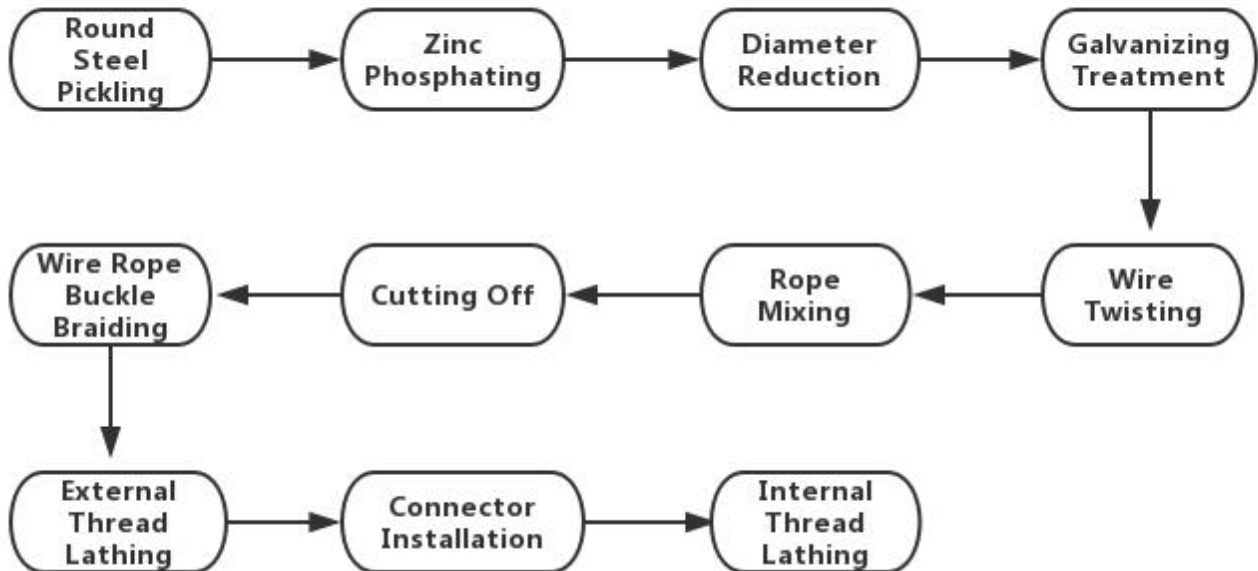 Round
Steel
Pickling
Zinc
Phosphating
Diameter
Reduction
Galvanizing
Treatment
Wire Rope
Buckle
Braiding
Cutting Off
Rope
Mixing
Wire
Twisting
External
Thread
Lathing
Connector
Installation
Internal
Thread
Lathing